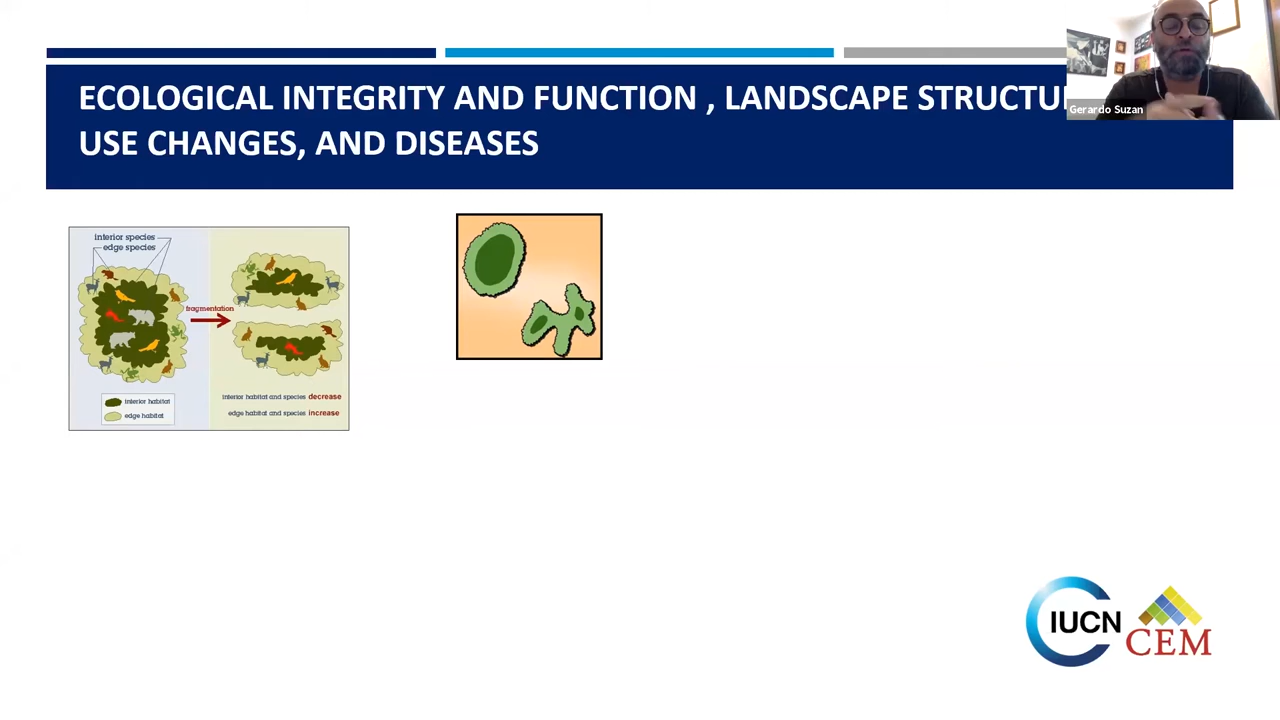 ECOLOGICAL INTEGRITY AND FUNCTION , LANDSCAPE
USE CHANGES, AND DISEASES
Gerardo Suzan
interior species
edge species
fragmentation
interior habitat
edge habitat
interior habitat and species decrease
edge habitat and species increase
IUCN
CEM